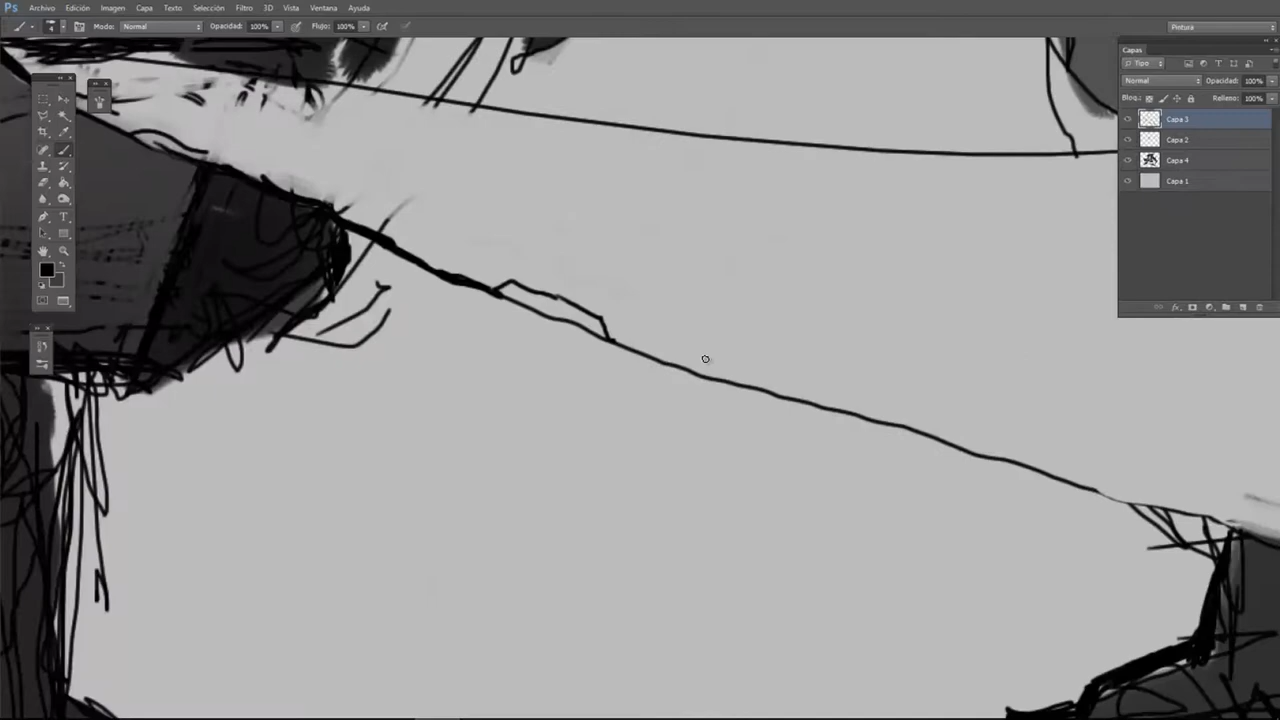 Ps Archivo Edición Imagen Capa Texto Selección Filtro 3D Vista Ventana Ayuda
4 Modo: Normal Opacidad: 100% Flujo: 100% Pintura
Capas
Tipo
Normal Opacidad: 100%
Bloq.: Relleno: 100%
Capa 3
Capa 2
Capa 4
Capa 1